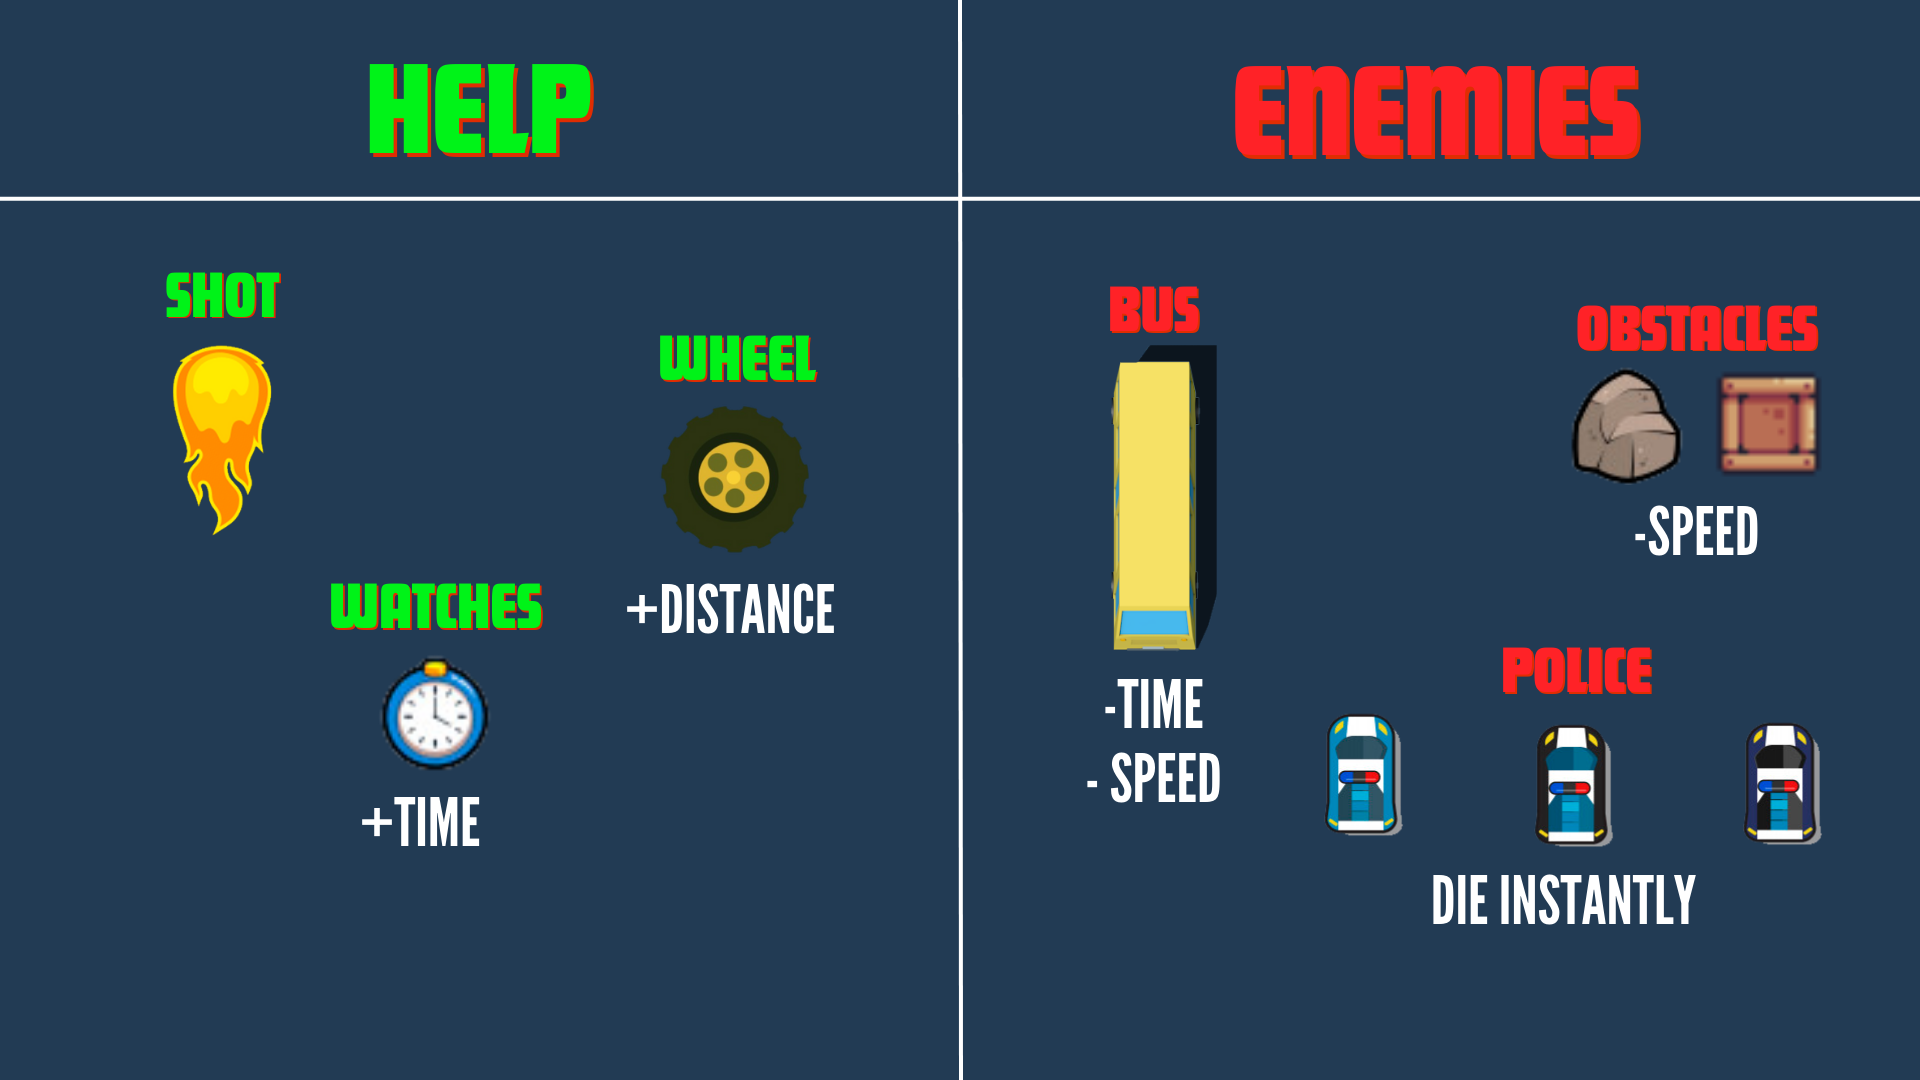 HELP
ENEMIES
SHOT
WHEEL
+DISTANCE
WATCHES
+TIME
BUS
-TIME
- SPEED
OBSTACLES
-SPEED
POLICE
DIE INSTANTLY